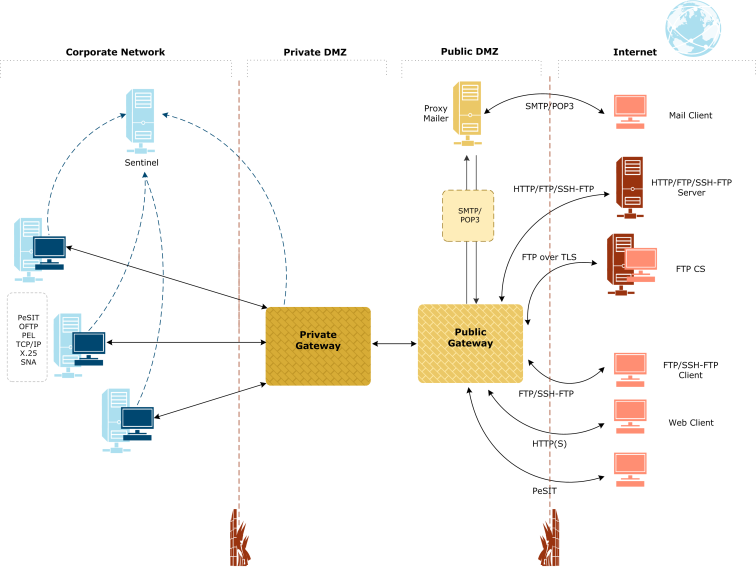 Corporate Network
Private DMZ
Public DMZ
Internet
Proxy
Mailer
SMTP/POP3
Mail Client
Sentinel
HTTP/FTP/SSH-FTP
HTTP/FTP/SSH-FTP
Server
SMTP/
POP3
FTP over TLS
FTP CS
PeSIT
OFTP
PEL
TCP/IP
X.25
SNA
Private
Gateway
Public
Gateway
FTP/SSH-FTP
Client
FTP/SSH-FTP
Web Client
HTTP(S)
PeSIT